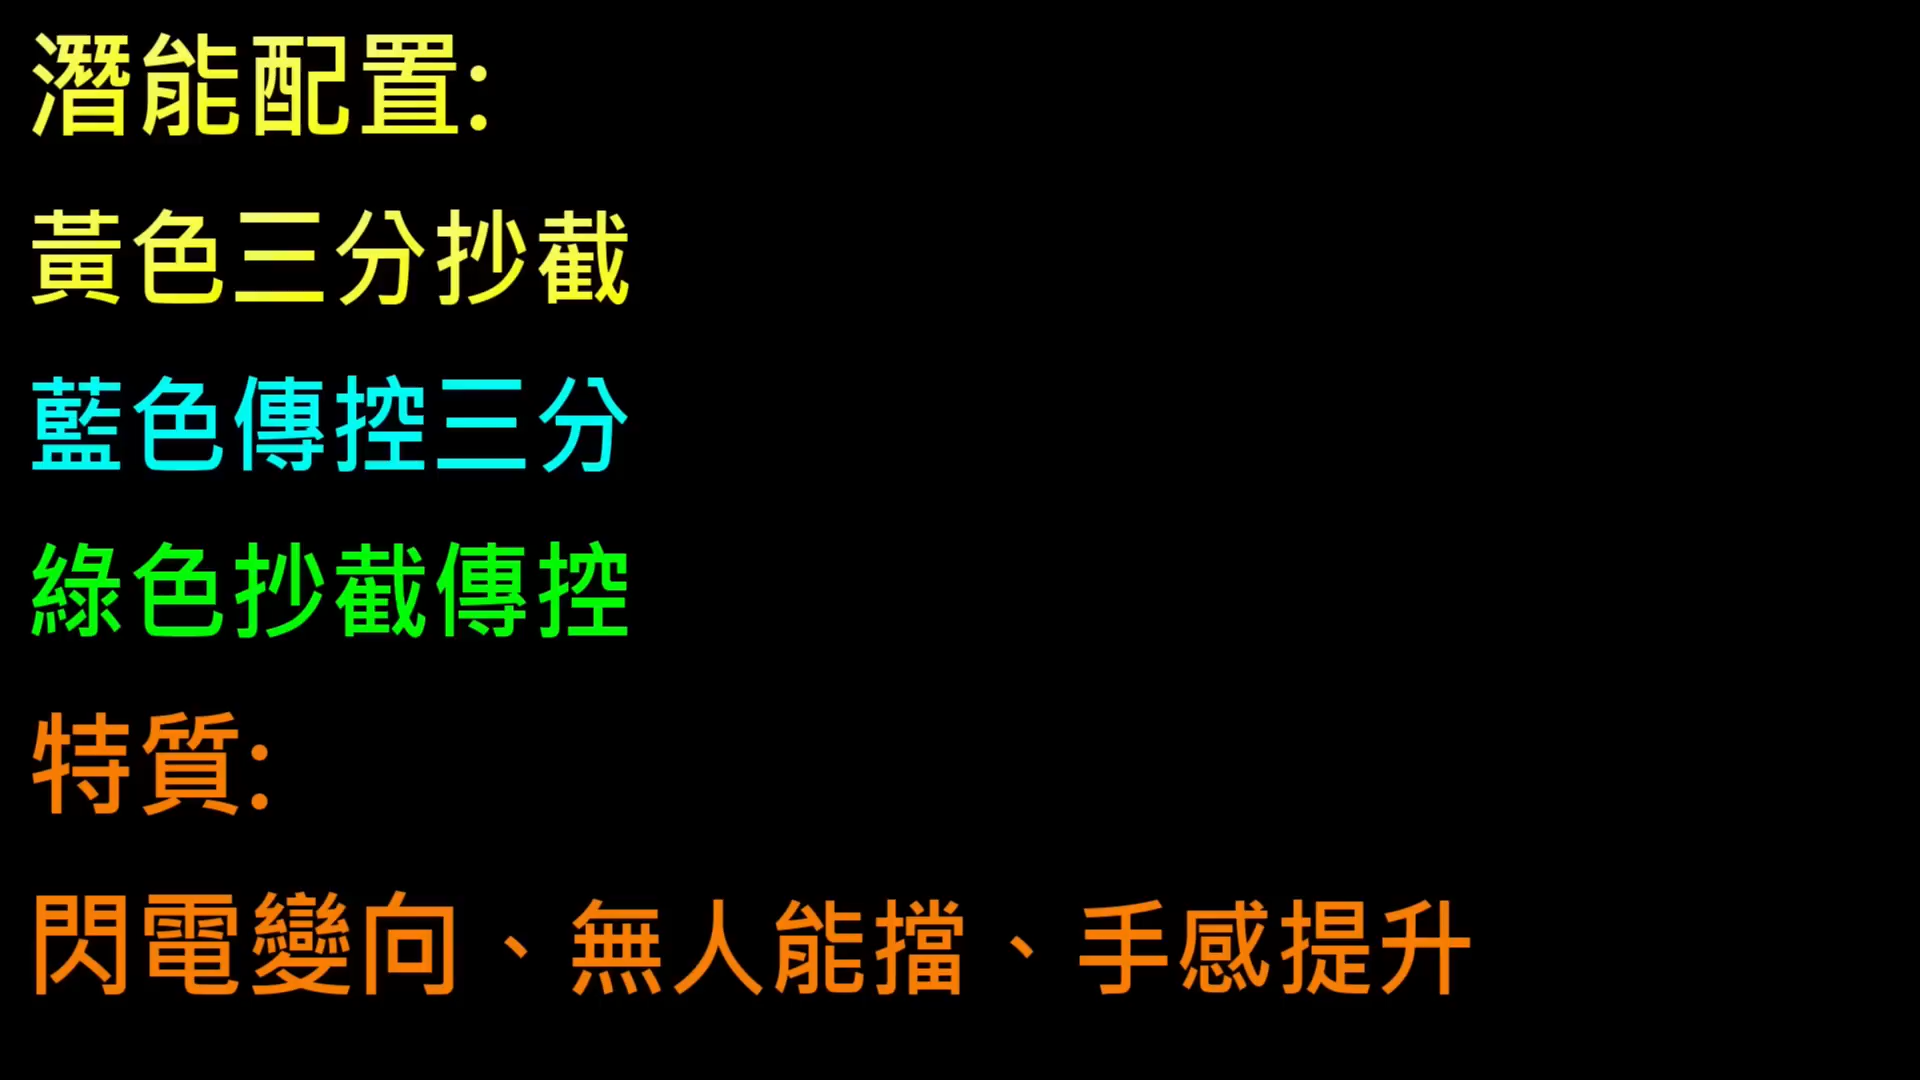 潛能配置:
黃色三分抄截
藍色傳控三分
綠色抄截傳控
特質:
閃電變向、無人能擋、手感提升